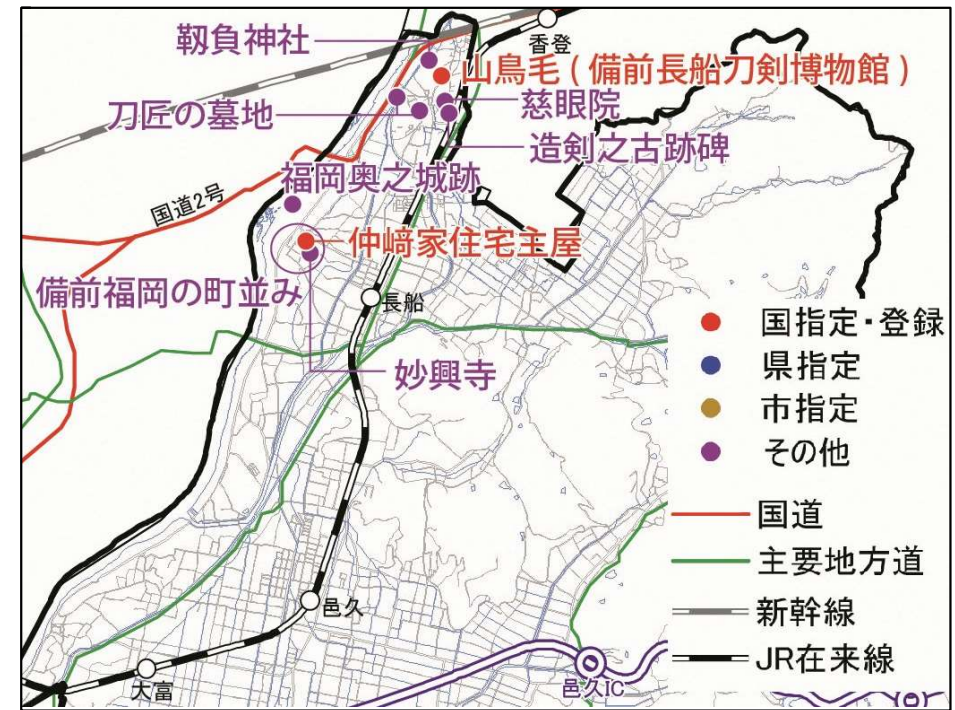 香登
靱負神社
山鳥毛(備前長船刀剣博物館)
慈眼院
刀匠の墓地
造剣之古跡碑
福岡奥之城跡
国道2号
仲﨑家住宅主屋
備前福岡の町並み
長船
妙興寺
国指定・登録
県指定
市指定
その他
国道
主要地方道
新幹線
JR在来線
邑久
大富
邑久IC